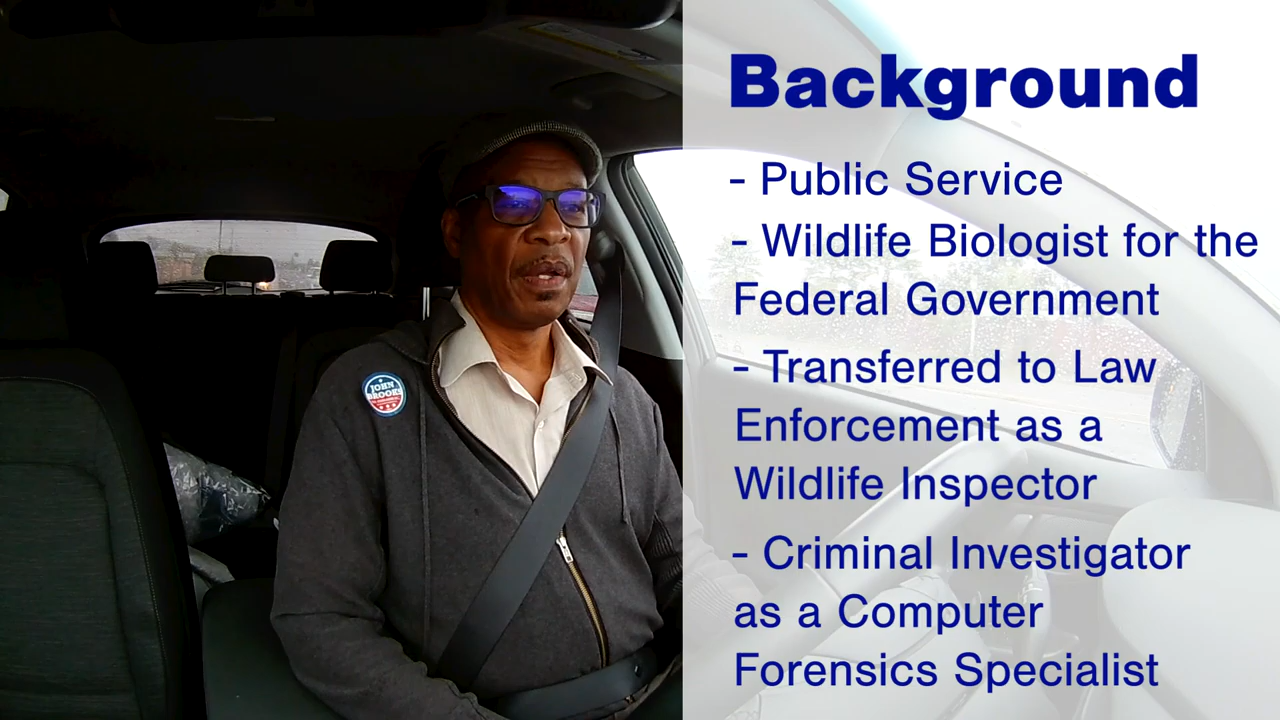 Background
- Public Service
- Wildlife Biologist for the
Federal Government
- Transferred to Law
Enforcement as a
Wildlife Inspector
- Criminal Investigator
as a Computer
Forensics Specialist
JOHN
BROOKS